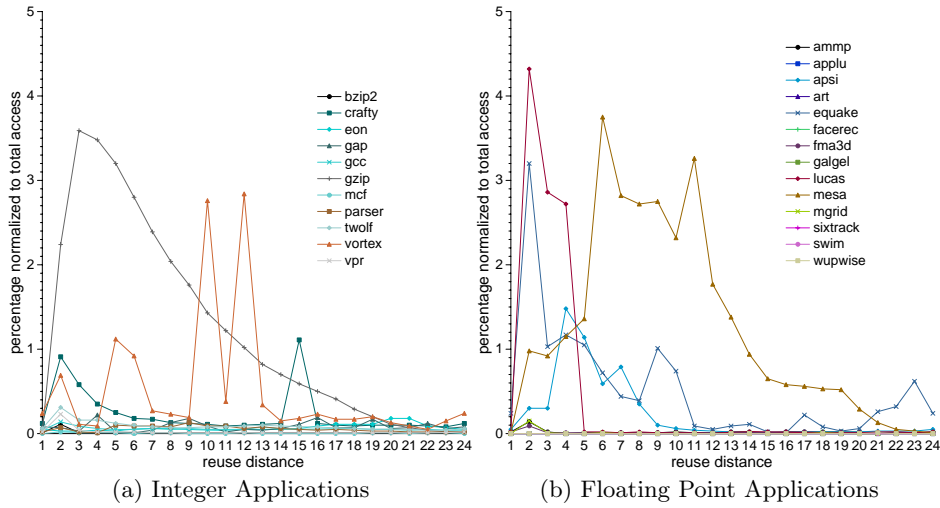 percentage normalized to total access
5
4
3
2
1
0
bzip2
crafty
eon
gap
gcc
gzip
mcf
parser
twolf
vortex
vpr
1 2 3 4 5 6 7 8 9 10 11 12 13 14 15 16 17 18 19 20 21 22 23 24
reuse distance
(a) Integer Applications
percentage normalized to total access
5
4
3
2
1
0
ammp
applu
apsi
art
equake
facerec
fma3d
galgel
lucas
mesa
mgrid
sixtrack
swim
wupwise
1 2 3 4 5 6 7 8 9 10 11 12 13 14 15 16 17 18 19 20 21 22 23 24
reuse distance
(b) Floating Point Applications